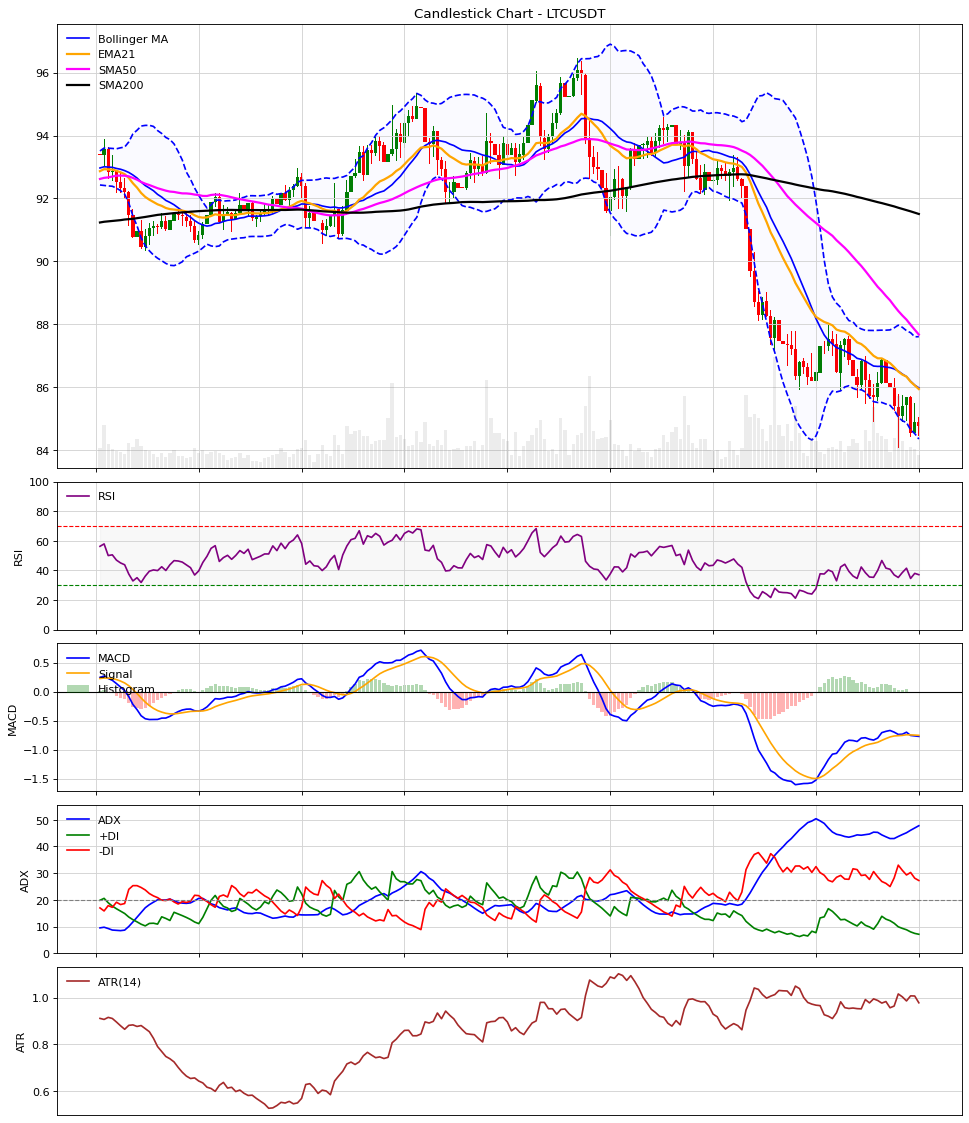 Candlestick Chart - LTCUSDT
Bollinger MA
EMA21
SMA50
SMA200
96
94
92
90
88
86
84
RSI
RSI
100
80
60
40
20
0
MACD
Signal
Histogram
MACD
0.5
0.0
−0.5
−1.0
−1.5
ADX
+DI
-DI
ADX
50
40
30
20
10
0
ATR(14)
ATR
1.0
0.8
0.6